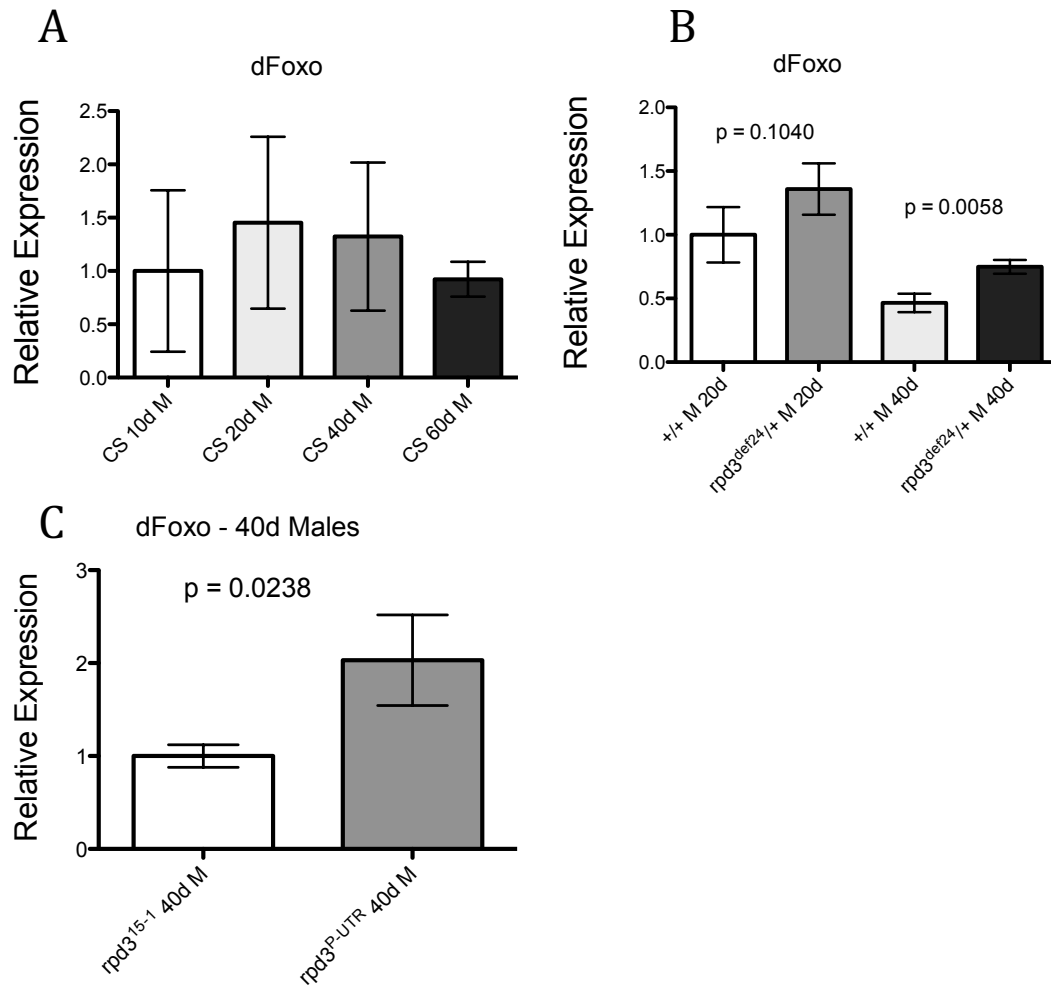 A
dFoxo
Relative Expression
2.5
2.0
1.5
1.0
0.5
0.0
CS 10d M
CS 20d M
CS 40d M
CS 60d M
B
dFoxo
Relative Expression
2.0
1.5
1.0
0.5
0.0
p = 0.1040
p = 0.0058
+/+ M 20d
rpd3def24/+ M 20d
+/+ M 40d
rpd3def24/+ M 40d
C
dFoxo - 40d Males
Relative Expression
3
2
1
0
p = 0.0238
rpd315-1 40d M
rpd3P-UTR 40d M